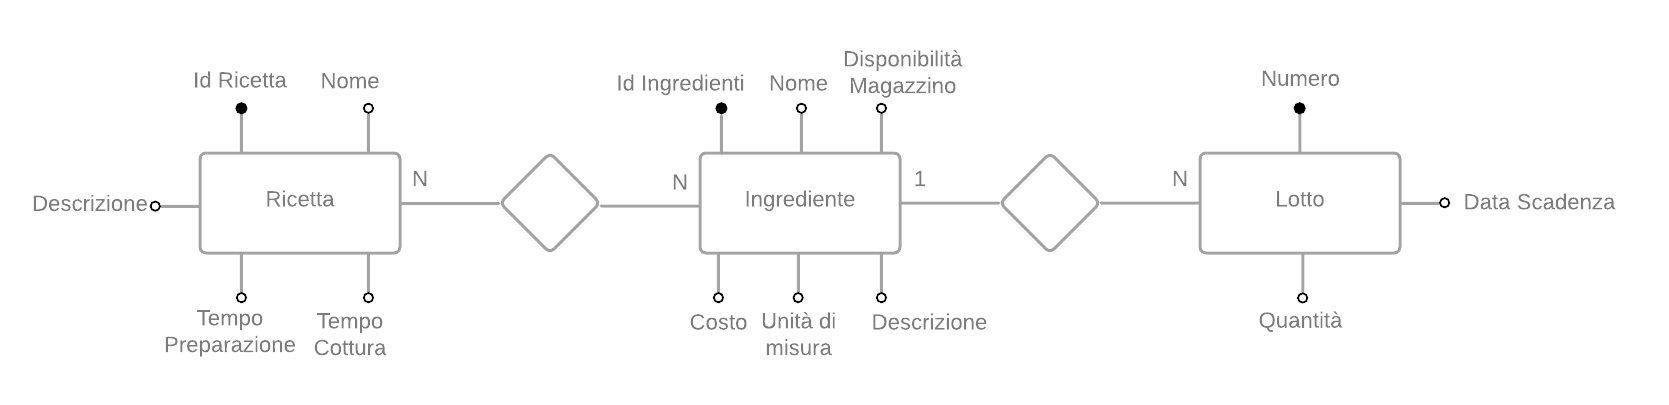 Id Ricetta
Nome
Id Ingredienti
Nome
Disponibilità
Magazzino
Numero
Descrizione
Ricetta
N
N
Ingrediente
1
N
Lotto
Data Scadenza
Tempo
Preparazione
Tempo
Cottura
Costo
Unità di
misura
Descrizione
Quantità